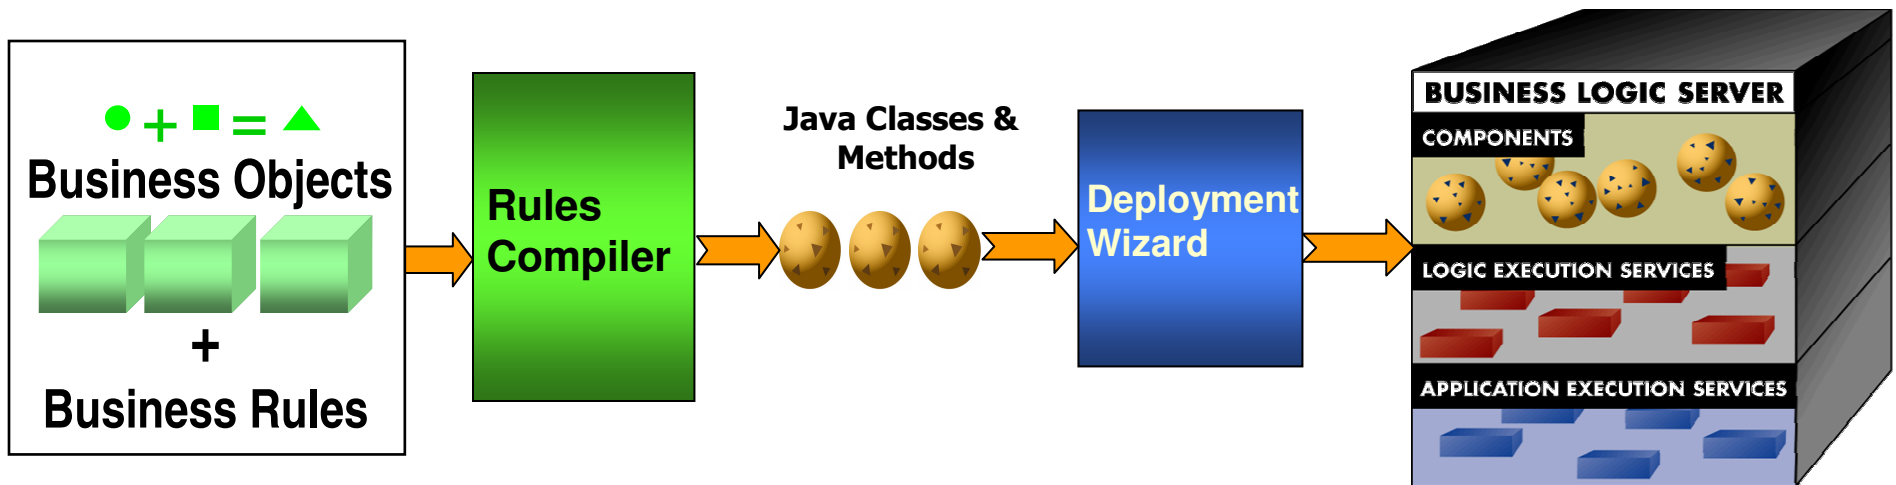 + =
Business Objects
+
Business Rules
Rules
Compiler
Java Classes &
Methods
Deployment
Wizard
BUSINESS LOGIC SERVER
COMPONENTS
LOGIC EXECUTION SERVICES
APPLICATION EXECUTION SERVICES